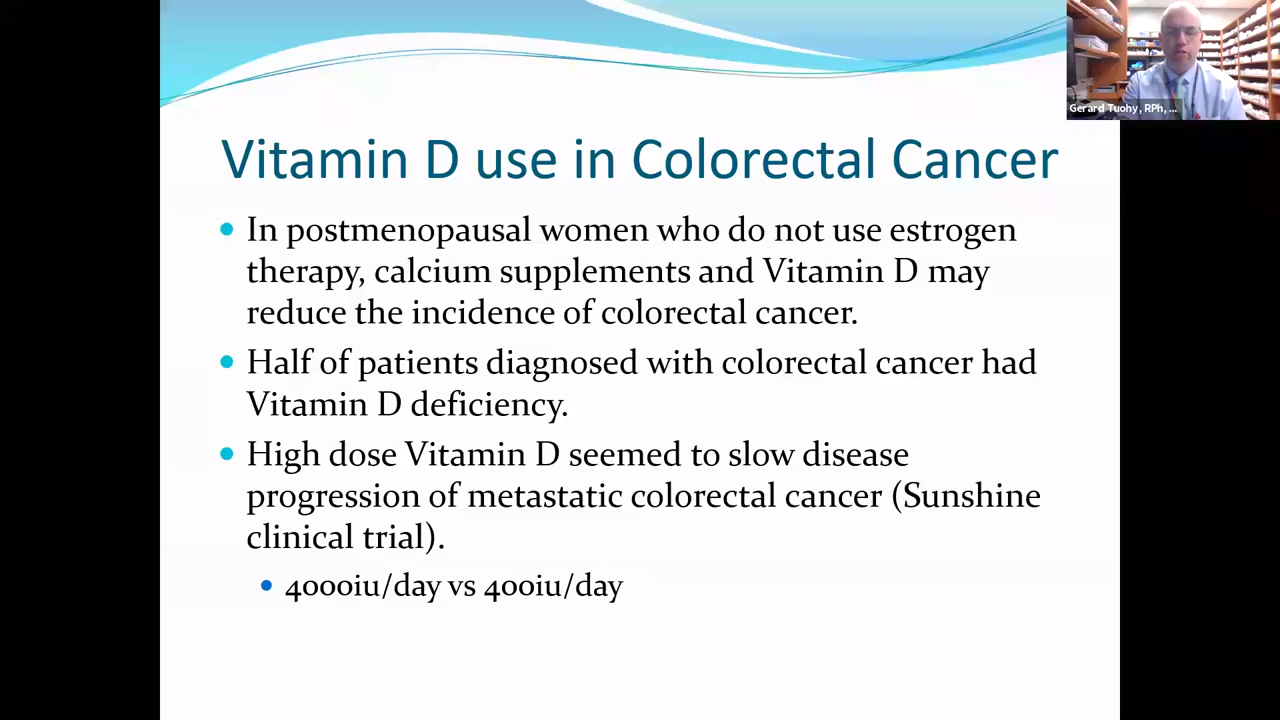 Gerard Tuohy, RPh, ...
Vitamin D use in Colorectal Cancer
• In postmenopausal women who do not use estrogen
therapy, calcium supplements and Vitamin D may
reduce the incidence of colorectal cancer.
• Half of patients diagnosed with colorectal cancer had
Vitamin D deficiency.
• High dose Vitamin D seemed to slow disease
progression of metastatic colorectal cancer (Sunshine
clinical trial).
• 4000iu/day vs 400iu/day